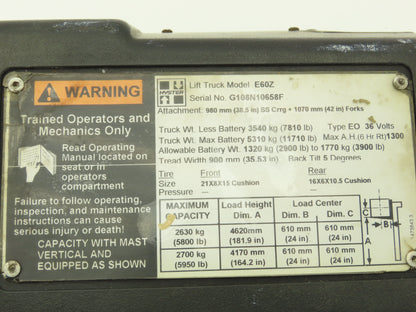 WARNING
Trained Operators and
Mechanics Only
Read Operating
Manual located on
seat or in
operators
compartment
Failure to follow operating,
inspection, and maintenance
instructions can cause
serious injury or death!
CAPACITY WITH MAST
VERTICAL AND
EQUIPPED AS SHOWN
HYSTER
Lift Truck Model E60Z
Serial No. G108N10658F
Attachment: 980 mm (38.5 in) SS Crrg + 1070 mm (42 in) Forks
Truck Wt. Less Battery 3540 kg (7810 lb) Type EO 36 Volts
Truck Wt. Max Battery 5310 kg (11710 lb) Max A.H.(6 Hr Rt)1300
Allowable Battery Wt. 1320 kg (2900 lb) to 1770 kg (3900 lb)
Tread Width 900 mm (35.53 in) Back Tilt 5 Degrees
Tire Front Rear
Size 21X8X15 Cushion 16X6X10.5 Cushion
Pressure - -
MAXIMUM CAPACITY Load Height Dim. A Load Center Dim. B Dim. C
2630 kg (5800 lb) 4620mm (181.9 in) 610 mm (24 in) 610 mm (24 in)
2700 kg (5950 lb) 4170 mm (164.2 in) 610 mm (24 in) 610 mm (24 in)
C
B
A